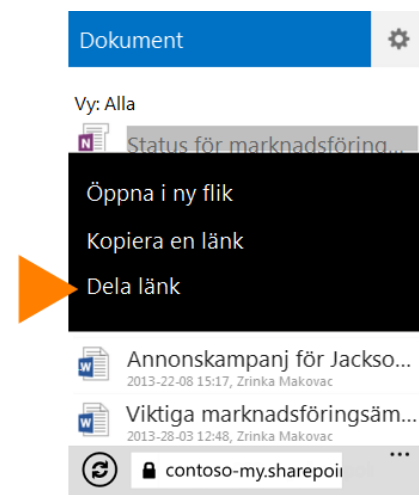 Dokument
Vy: Alla
Status för marknadsföring...
Öppna i ny flik
Kopiera en länk
Dela länk
Annonskampanj för Jackso...
2013-22-08 15:17, Zrinka Makovac
Viktiga marknadsföringsäm...
2013-28-03 12:48, Zrinka Makovac
contoso-my.sharepoin